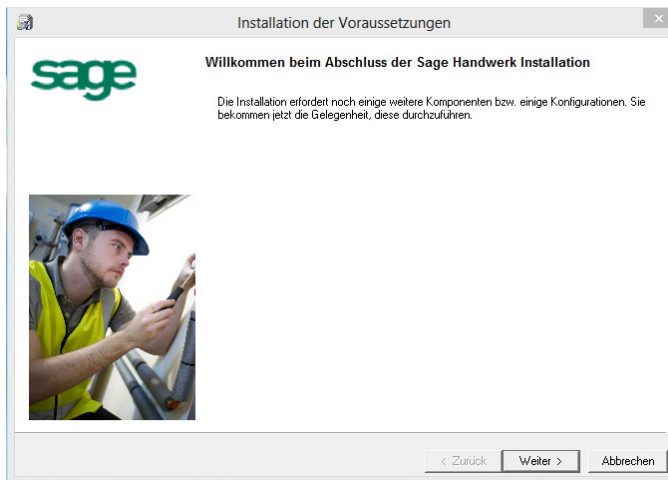 Installation der Voraussetzungen
sage
Willkommen beim Abschluss der Sage Handwerk Installation
Die Installation erfordert noch einige weitere Komponenten bzw. einige Konfigurationen. Sie
bekommen jetzt die Gelegenheit, diese durchzuführen.
< Zurück
Weiter >
Abbrechen